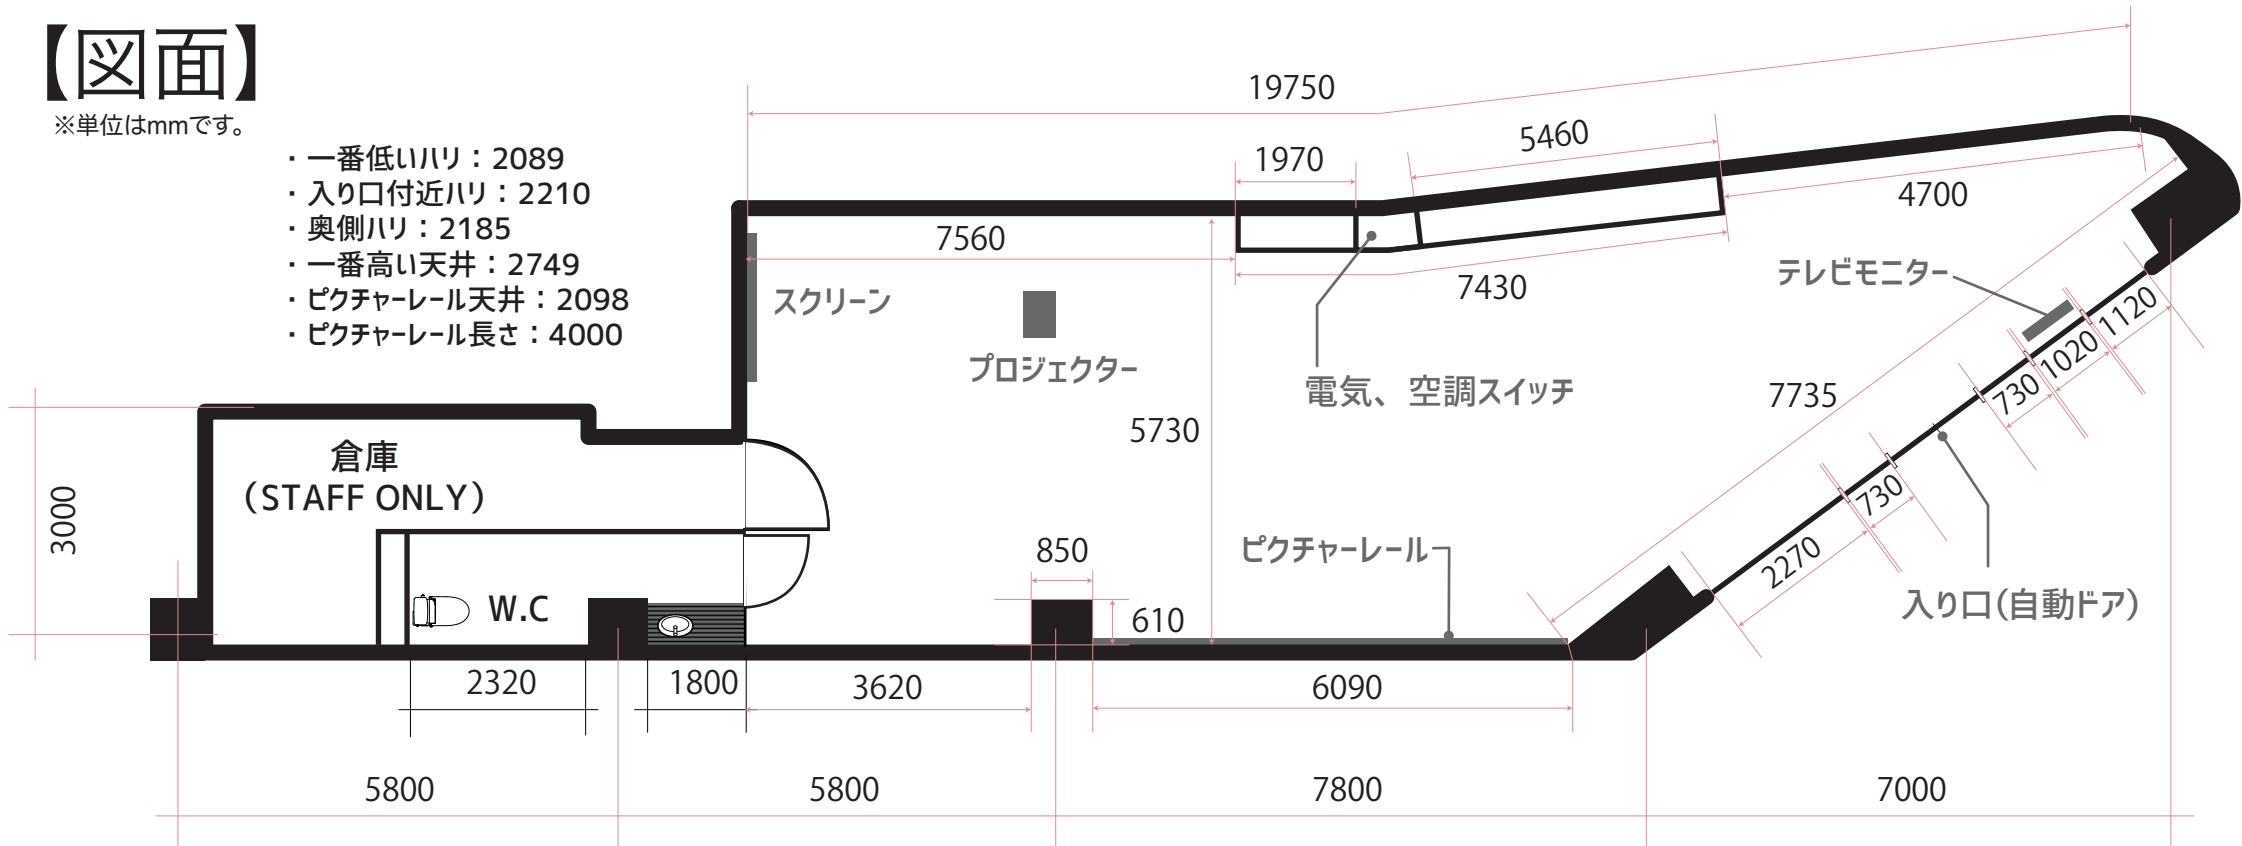 【図面】
※単位はmmです。
・一番低いハリ：2089
・入り口付近ハリ：2210
・奥側ハリ：2185
・一番高い天井：2749
・ピクチャーレール天井：2098
・ピクチャーレール長さ：4000
19750
5460
1970
4700
7560
7430
スクリーン
プロジェクター
電気、空調スイッチ
テレビモニター
1120
1020
730
7735
5730
倉庫
（STAFF ONLY）
3000
730
850
ピクチャーレール
2270
W.C
610
入り口(自動ドア)
2320
1800
3620
6090
5800
5800
7800
7000